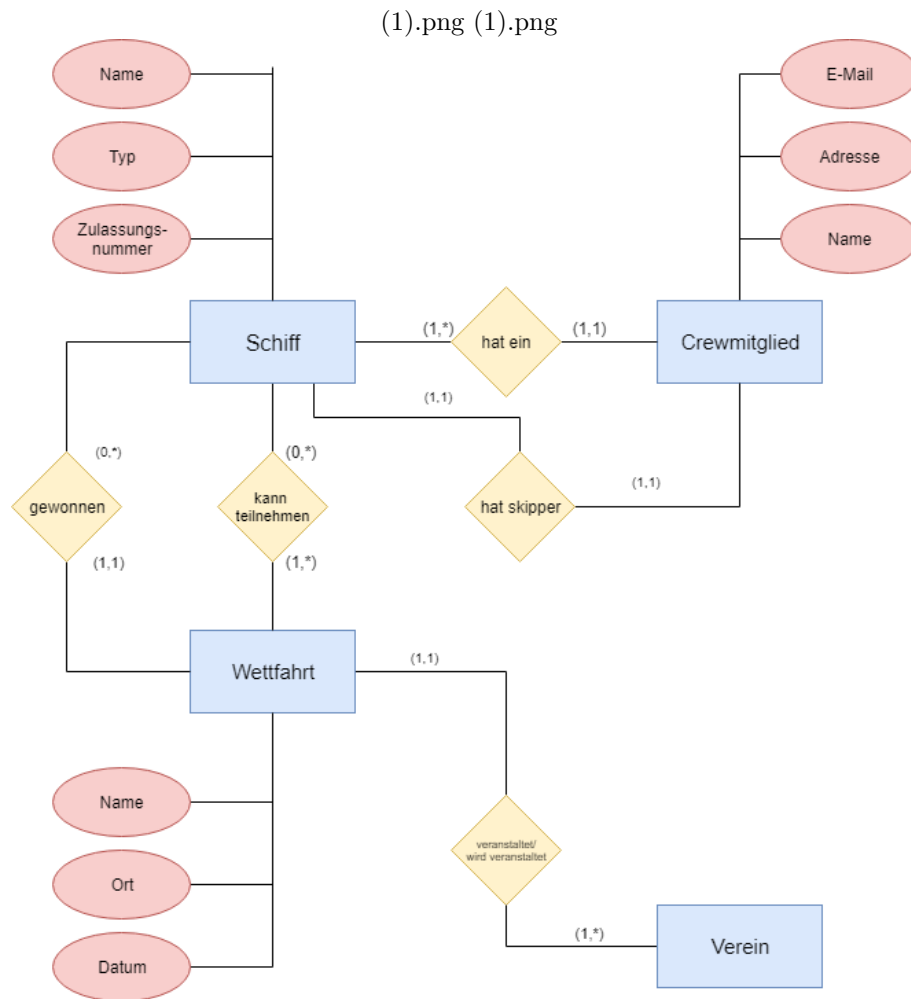 (1).png (1).png
Name
E-Mail
Typ
Adresse
Zulassungs-
nummer
Name
Schiff
(1,*)
hat ein
(1,1)
Crewmitglied
(1,1)
(0,*)
(0,*)
gewonnen
kann
teilnehmen
hat skipper
(1,1)
(1,1)
(1,*)
Wettfahrt
(1,1)
Name
veranstaltet/
wird veranstaltet
Ort
(1,*)
Verein
Datum